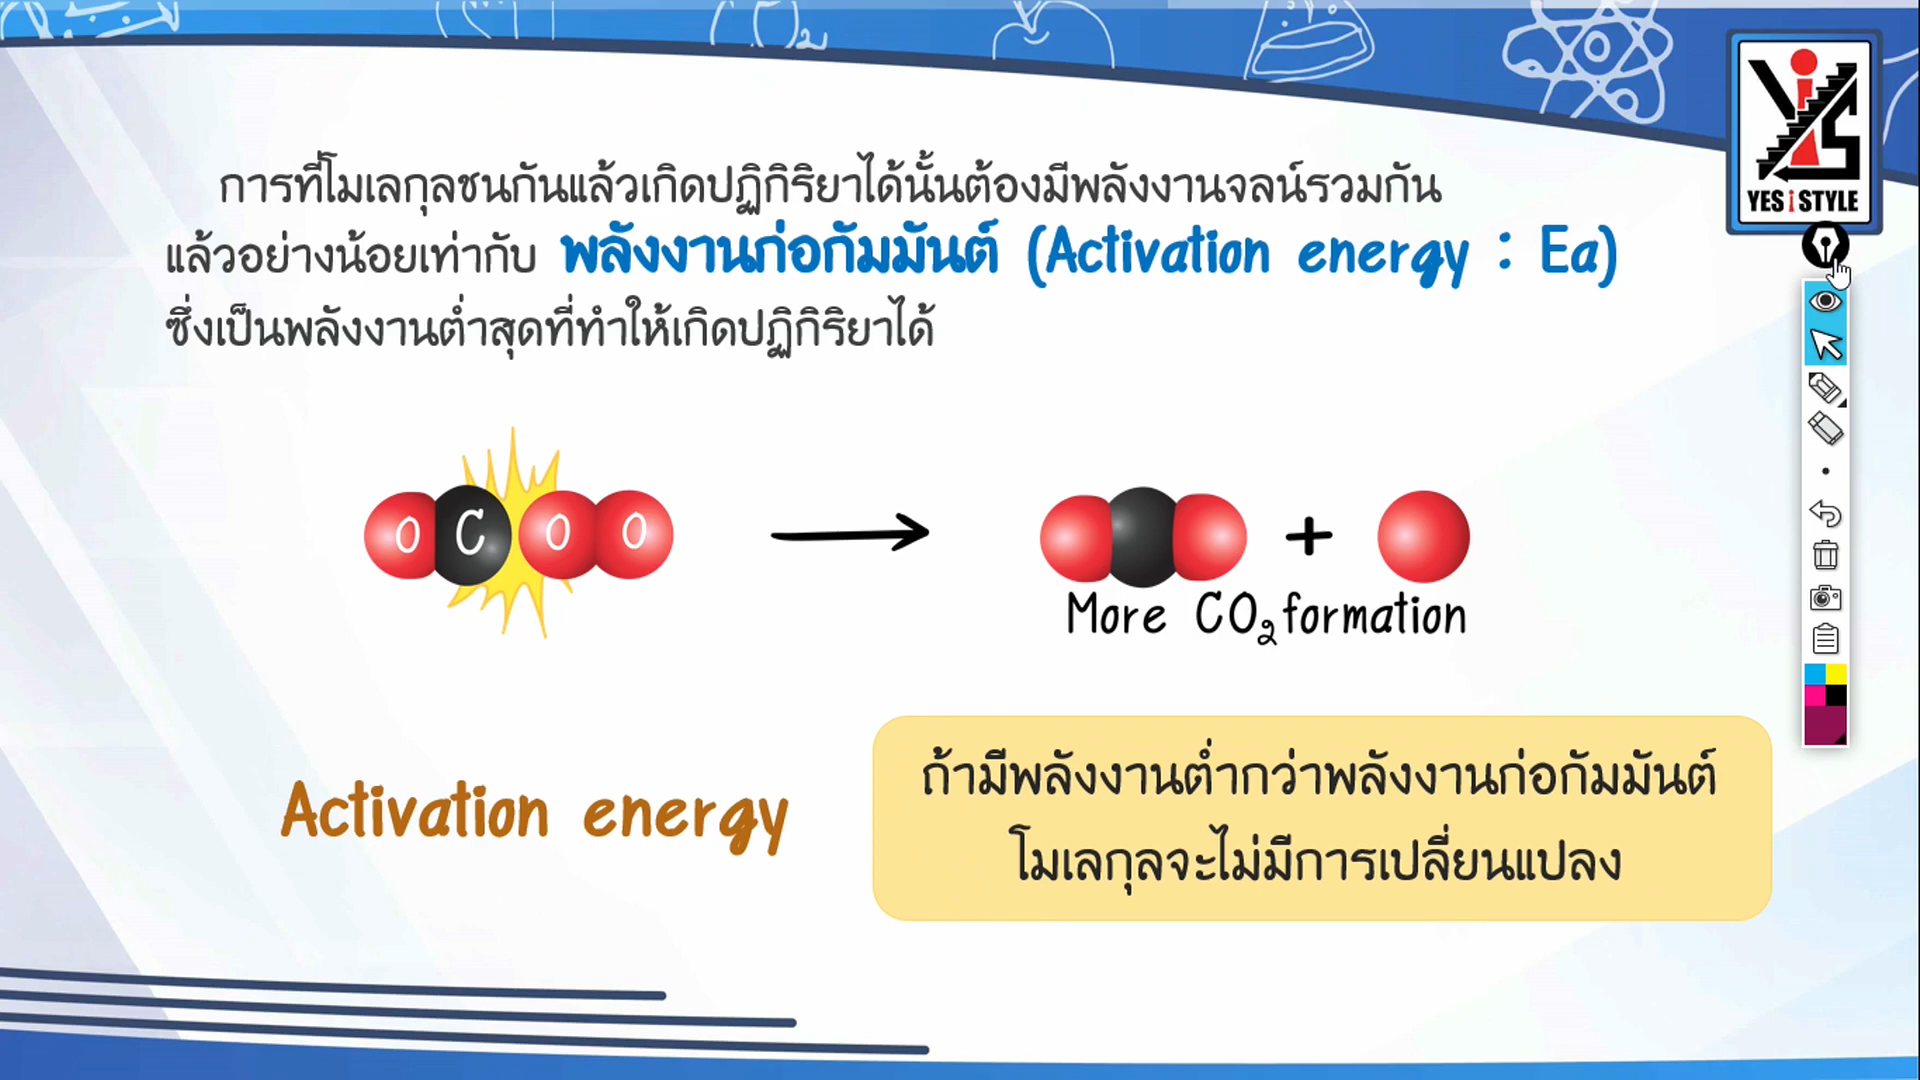 YES i STYLE
การที่โมเลกุลชนกันแล้วเกิดปฏิกิริยาได้นั้นต้องมีพลังงานจลน์รวมกัน
แล้วอย่างน้อยเท่ากับ พลังงานก่อกัมมันต์ (Activation energy : Ea)
ซึ่งเป็นพลังงานต่ำสุดที่ทำให้เกิดปฏิกิริยาได้
O C O O
+
More CO₂ formation
Activation energy
ถ้ามีพลังงานต่ำกว่าพลังงานก่อกัมมันต์
โมเลกุลจะไม่มีการเปลี่ยนแปลง